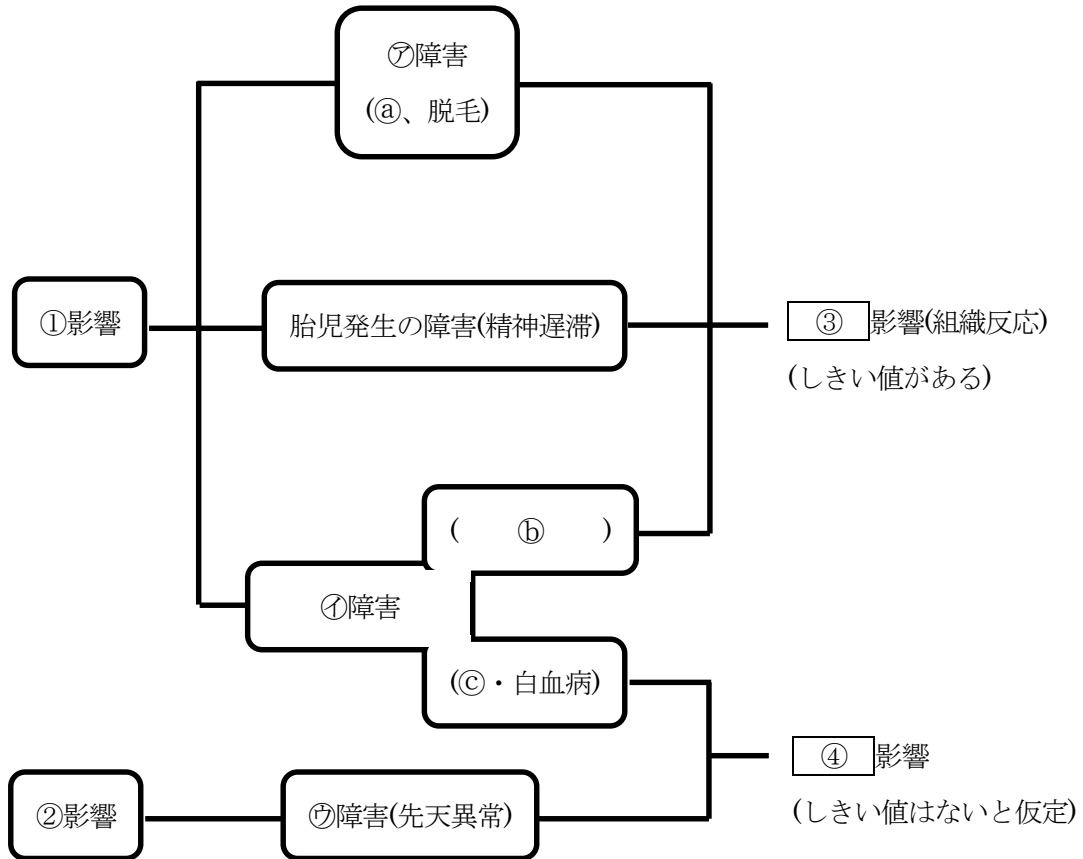 ㋐障害
(ⓐ、脱毛)
①影響
胎児発生の障害(精神遅滞)
③ 影響(組織反応)
(しきい値がある)
( ⓑ )
㋑障害
(ⓒ・白血病)
④ 影響
(しきい値はないと仮定)
②影響
㋒障害(先天異常)